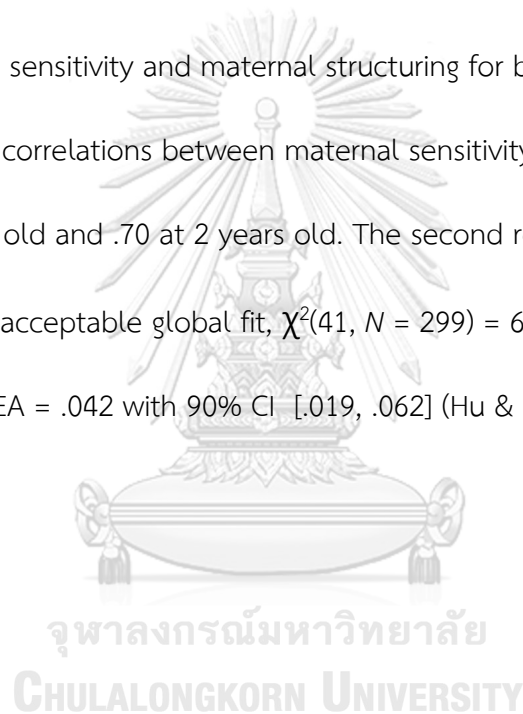 sensitivity and maternal structuring for b
correlations between maternal sensitivity
old and .70 at 2 years old. The second r
acceptable global fit, χ²(41, N = 299) = 6
EA = .042 with 90% CI [.019, .062] (Hu &
จุฬาลงกรณ์มหาวิทยาลัย
CHULALONGKORN UNIVERSITY